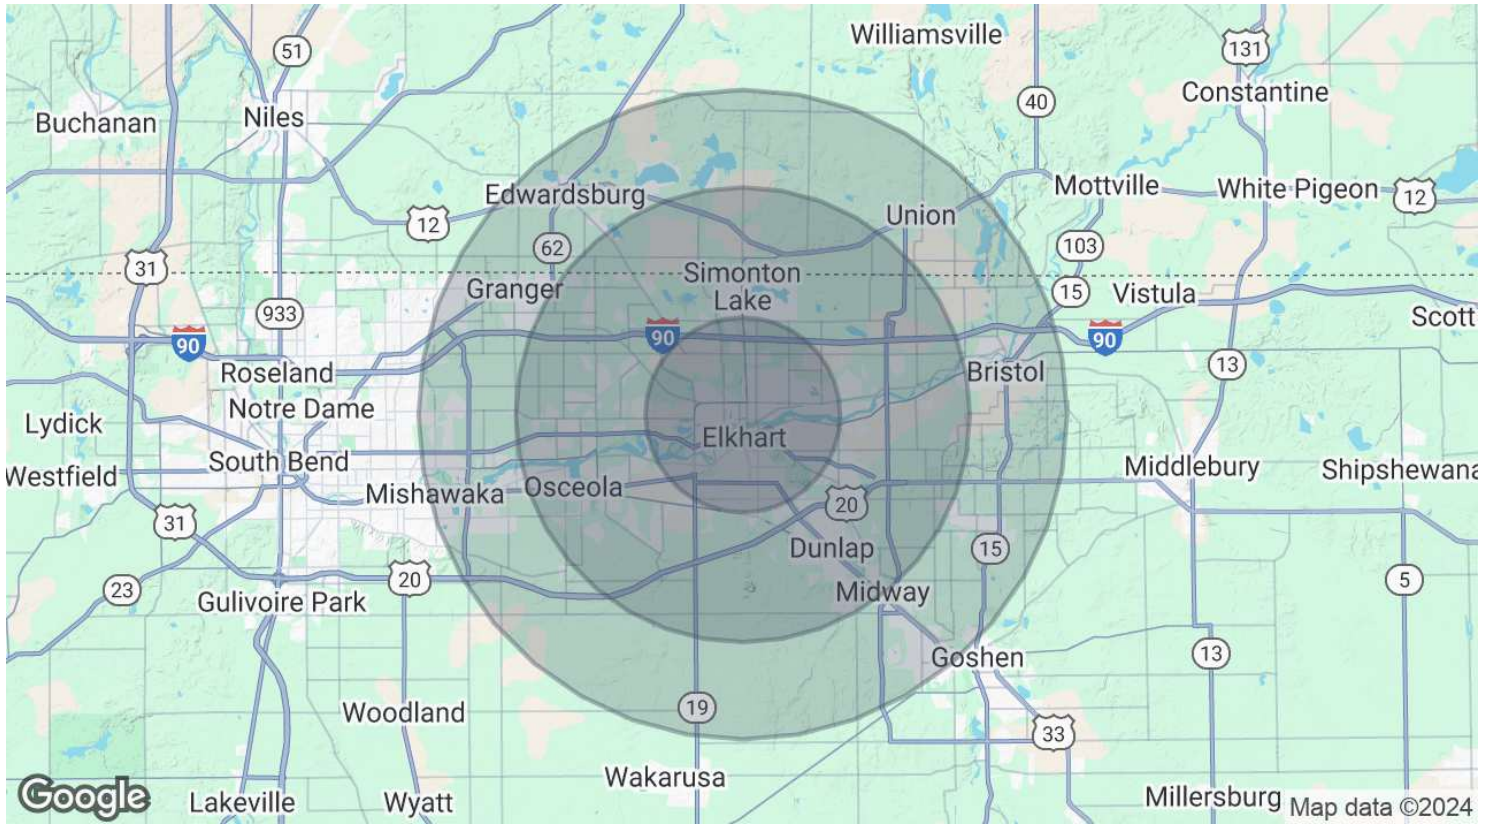 Williamsville
51
131
Constantine
40
Buchanan
Niles
Mottville
White Pigeon
12
Edwardsburg
Union
12
62
103
31
Simonton
Lake
Granger
15
Vistula
933
Scott
90
90
90
13
Roseland
Bristol
Notre Dame
Lydick
Elkhart
South Bend
Middlebury
Shipshewana
Westfield
Mishawaka
Osceola
20
31
Dunlap
15
20
5
23
Midway
Gulivoire Park
Goshen
13
Woodland
19
33
Wakarusa
Google
Lakeville
Wyatt
Millersburg
Map data ©2024